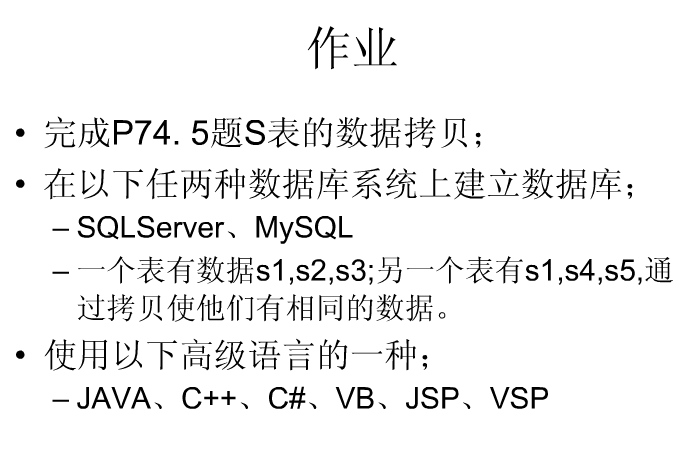 作业
• 完成P74. 5题S表的数据拷贝；
• 在以下任两种数据库系统上建立数据库；
– SQLServer、MySQL
– 一个表有数据s1,s2,s3;另一个表有s1,s4,s5,通
过拷贝使他们有相同的数据。
• 使用以下高级语言的一种；
– JAVA、C++、C#、VB、JSP、VSP